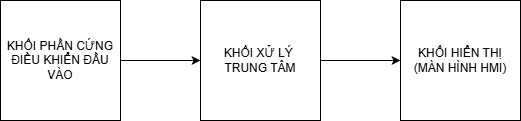 KHỐI PHẦN CỨNG
ĐIỀU KHIỂN ĐẦU
VÀO
KHỐI XỬ LÝ
TRUNG TÂM
KHỐI HIỂN THỊ
(MÀN HÌNH HMI)